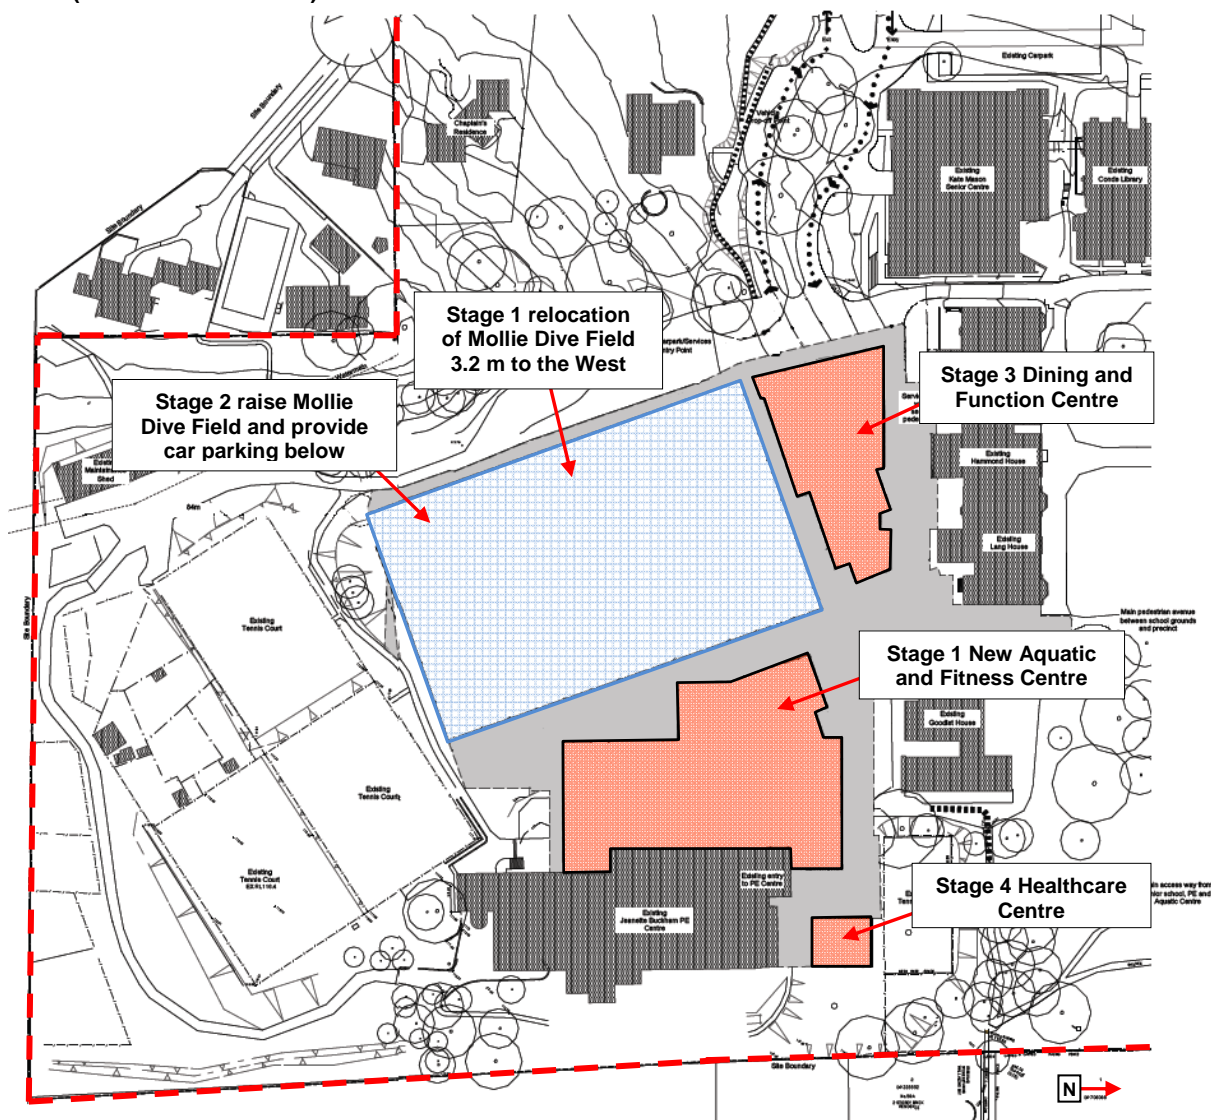 Existing Carpark
Site Boundary
Chaplain's
Residence
Existing
Kate Mason
Senior Centre
Existing
Conde Library
Site Boundary
Stage 1 relocation
of Mollie Dive Field
3.2 m to the West
Stage 2 raise Mollie
Dive Field and provide
car parking below
Stage 3 Dining and
Function Centre
Existing
Hammond House
Shed
64m
Existing
Lang House
Existing
Tennis Court
Site Boundary
Main pedestrian avenue
between school grounds
and precinct
Stage 1 New Aquatic
and Fitness Centre
Existing
Goodlet House
Existing
Tennis Court
Existing
Tennis Court
Existing entry
to PE Centre
Existing
Jeanette Buckham PE
Centre
Stage 4 Healthcare
Centre
Aquatic Centre
Site Boundary
N